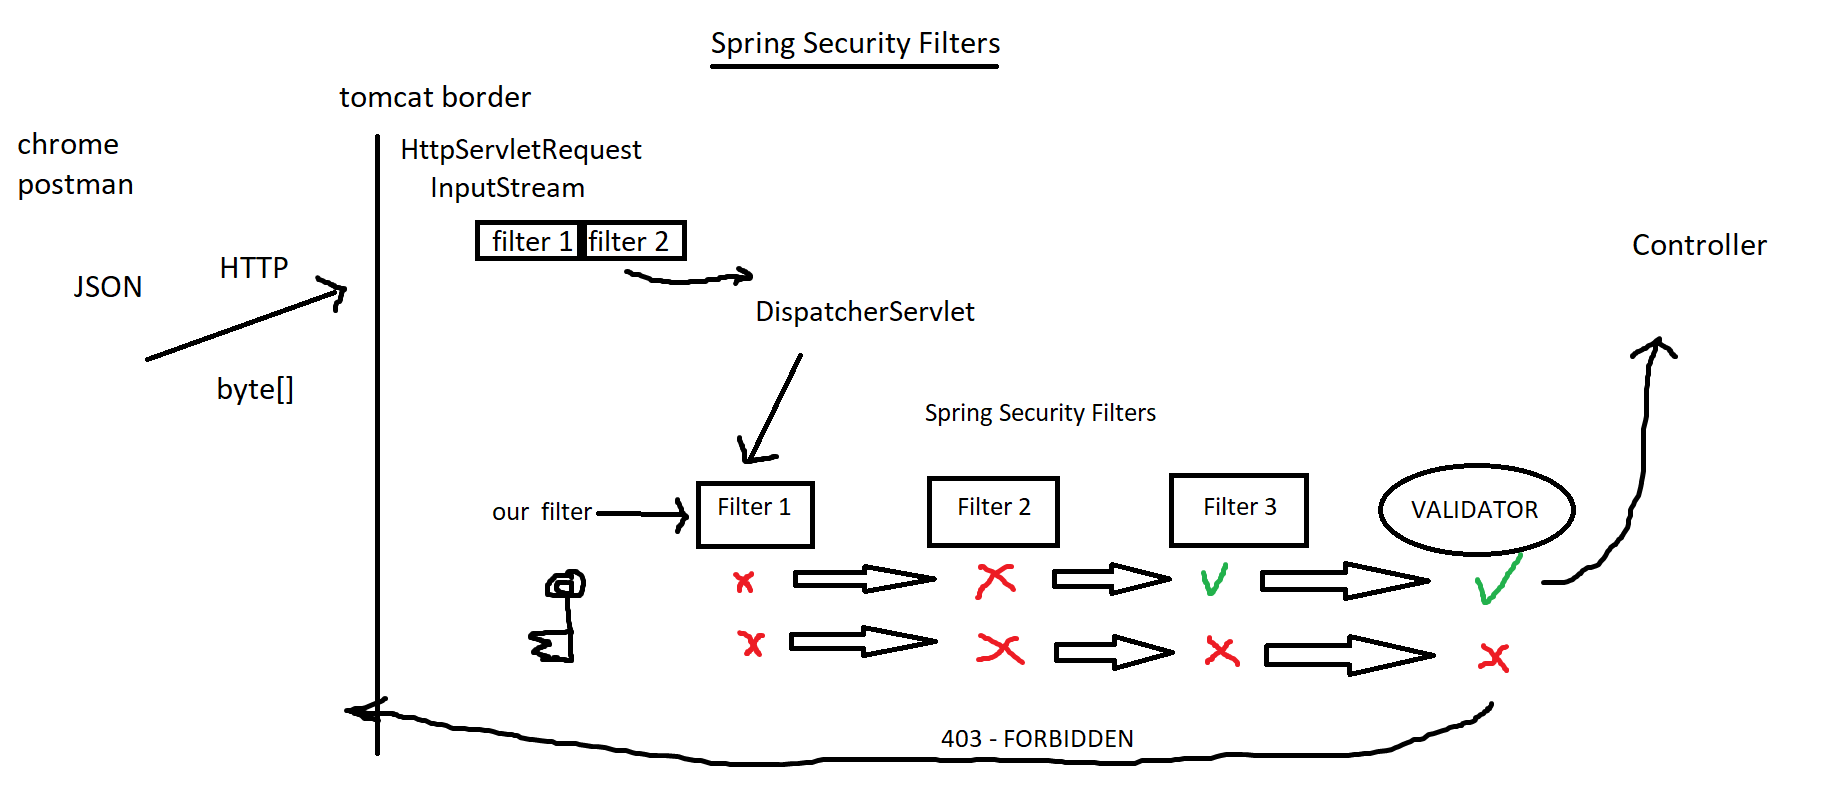 Spring Security Filters
tomcat border
chrome
postman
HttpServletRequest
InputStream
filter 1 filter 2
Controller
HTTP
JSON
DispatcherServlet
byte[]
Spring Security Filters
our filter
Filter 1
Filter 2
Filter 3
VALIDATOR
403 - FORBIDDEN